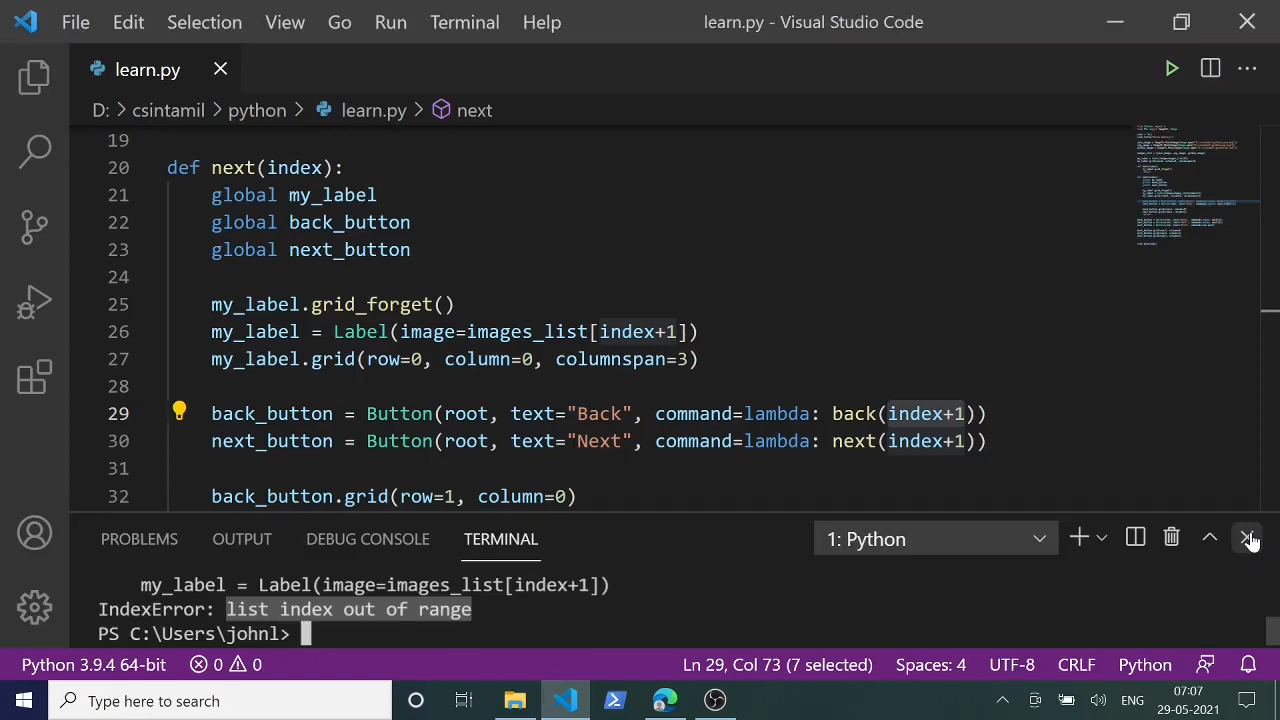 File Edit Selection View Go Run Terminal Help learn.py - Visual Studio Code
learn.py
D: > csintamil > python > learn.py > next
19
20 def next(index):
21     global my_label
22     global back_button
23     global next_button
24
25     my_label.grid_forget()
26     my_label = Label(image=images_list[index+1])
27     my_label.grid(row=0, column=0, columnspan=3)
28
29     back_button = Button(root, text="Back", command=lambda: back(index+1))
30     next_button = Button(root, text="Next", command=lambda: next(index+1))
31
32     back_button.grid(row=1, column=0)
PROBLEMS OUTPUT DEBUG CONSOLE TERMINAL 1: Python
my_label = Label(image=images_list[index+1])
IndexError: list index out of range
PS C:\Users\johnl>
Python 3.9.4 64-bit 0 0 Ln 29, Col 73 (7 selected) Spaces: 4 UTF-8 CRLF Python
Type here to search ENG 07:07
29-05-2021